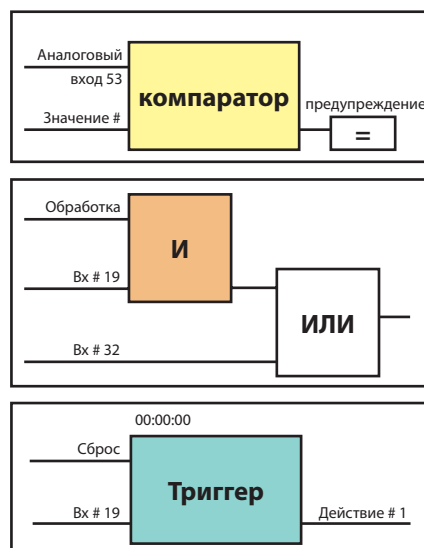 Аналоговый
вход 53
компаратор
Значение #
предупреждение
=
Обработка
И
Вх # 19
ИЛИ
Вх # 32
00:00:00
Сброс
Триггер
Вх # 19
Действие # 1